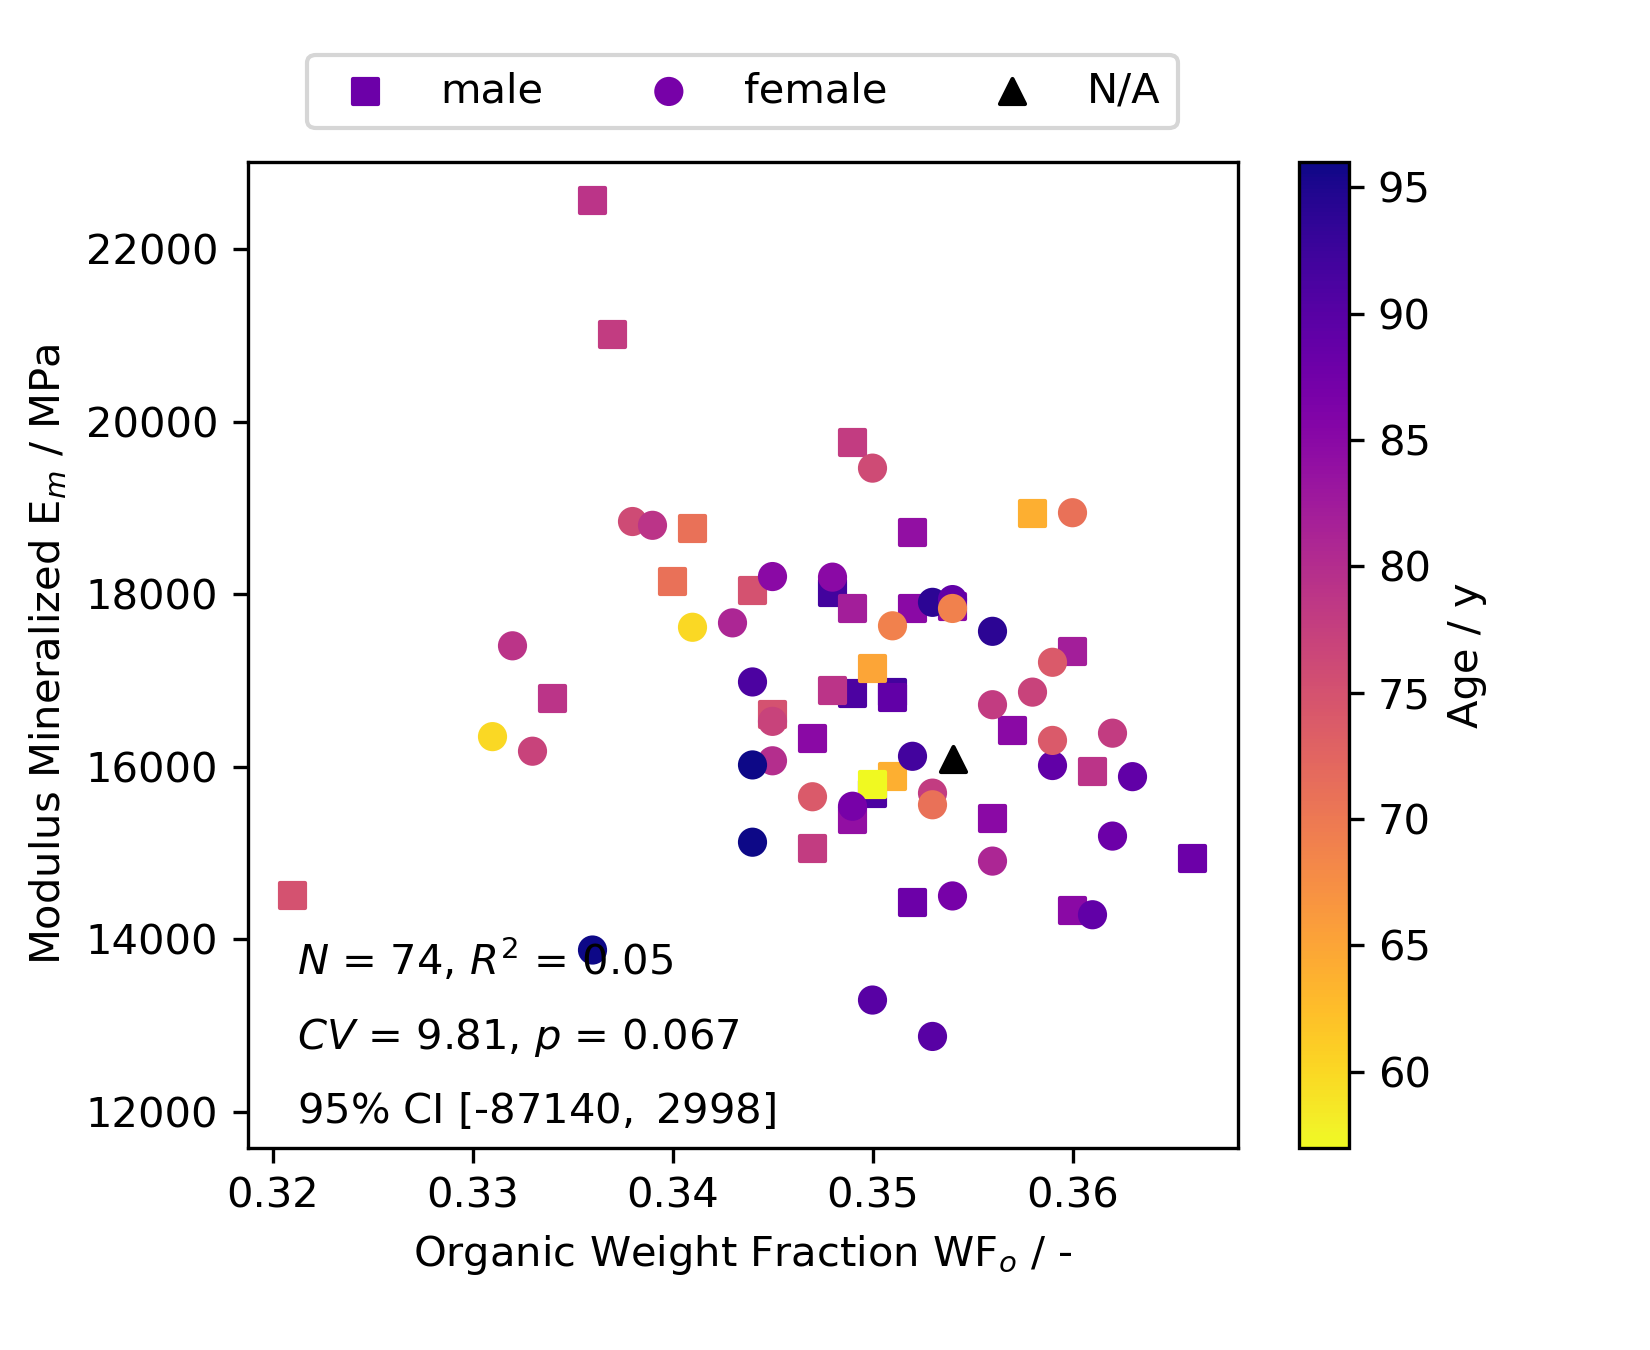 male female N/A
22000
20000
18000
16000
14000
12000
Modulus Mineralized E_m / MPa
N = 74, R² = 0.05
CV = 9.81, p = 0.067
95% CI [-87140, 2998]
0.32 0.33 0.34 0.35 0.36
Organic Weight Fraction WF_o / -
95
90
85
80
75
70
65
60
Age / y